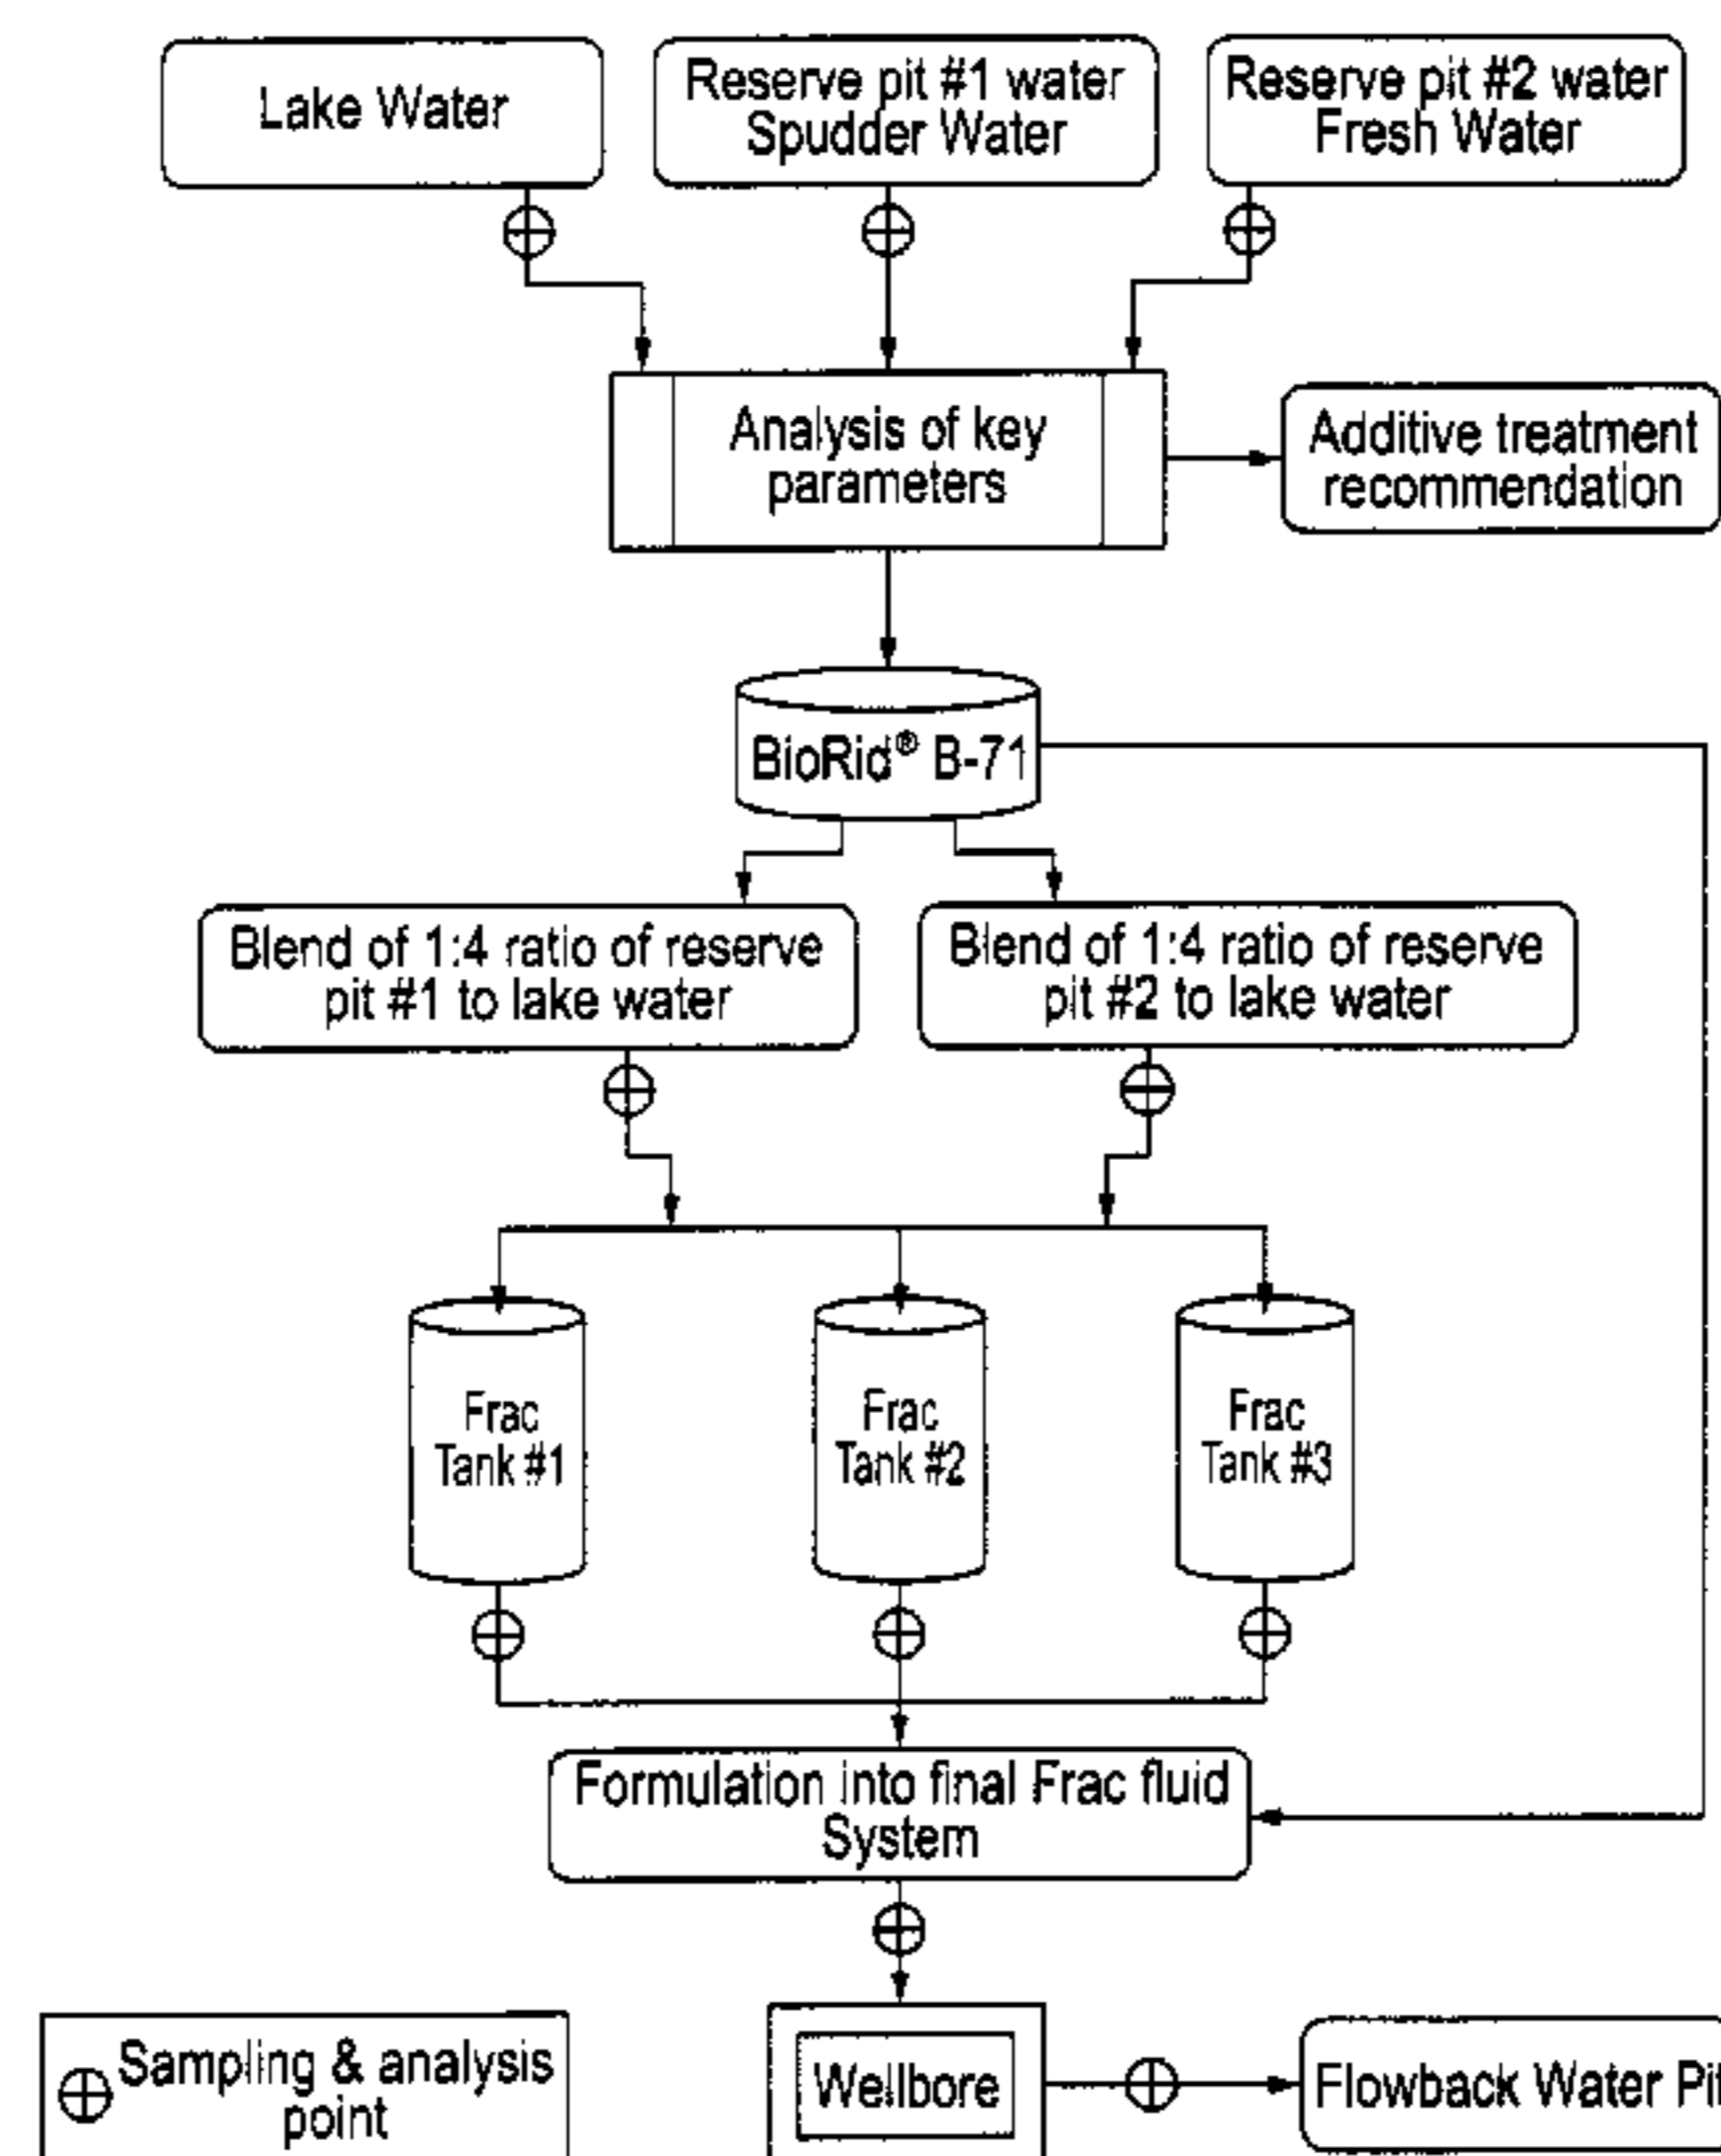 Lake Water
Reserve pit #1 water
Spudder Water
Reserve pit #2 water
Fresh Water
Analysis of key
parameters
Additive treatment
recommendation
BioRid® B-71
Blend of 1:4 ratio of reserve
pit #1 to lake water
Blend of 1:4 ratio of reserve
pit #2 to lake water
Frac
Tank #1
Frac
Tank #2
Frac
Tank #3
Formulation into final Frac fluid
System
Sampling & analysis
point
Wellbore
Flowback Water Pit